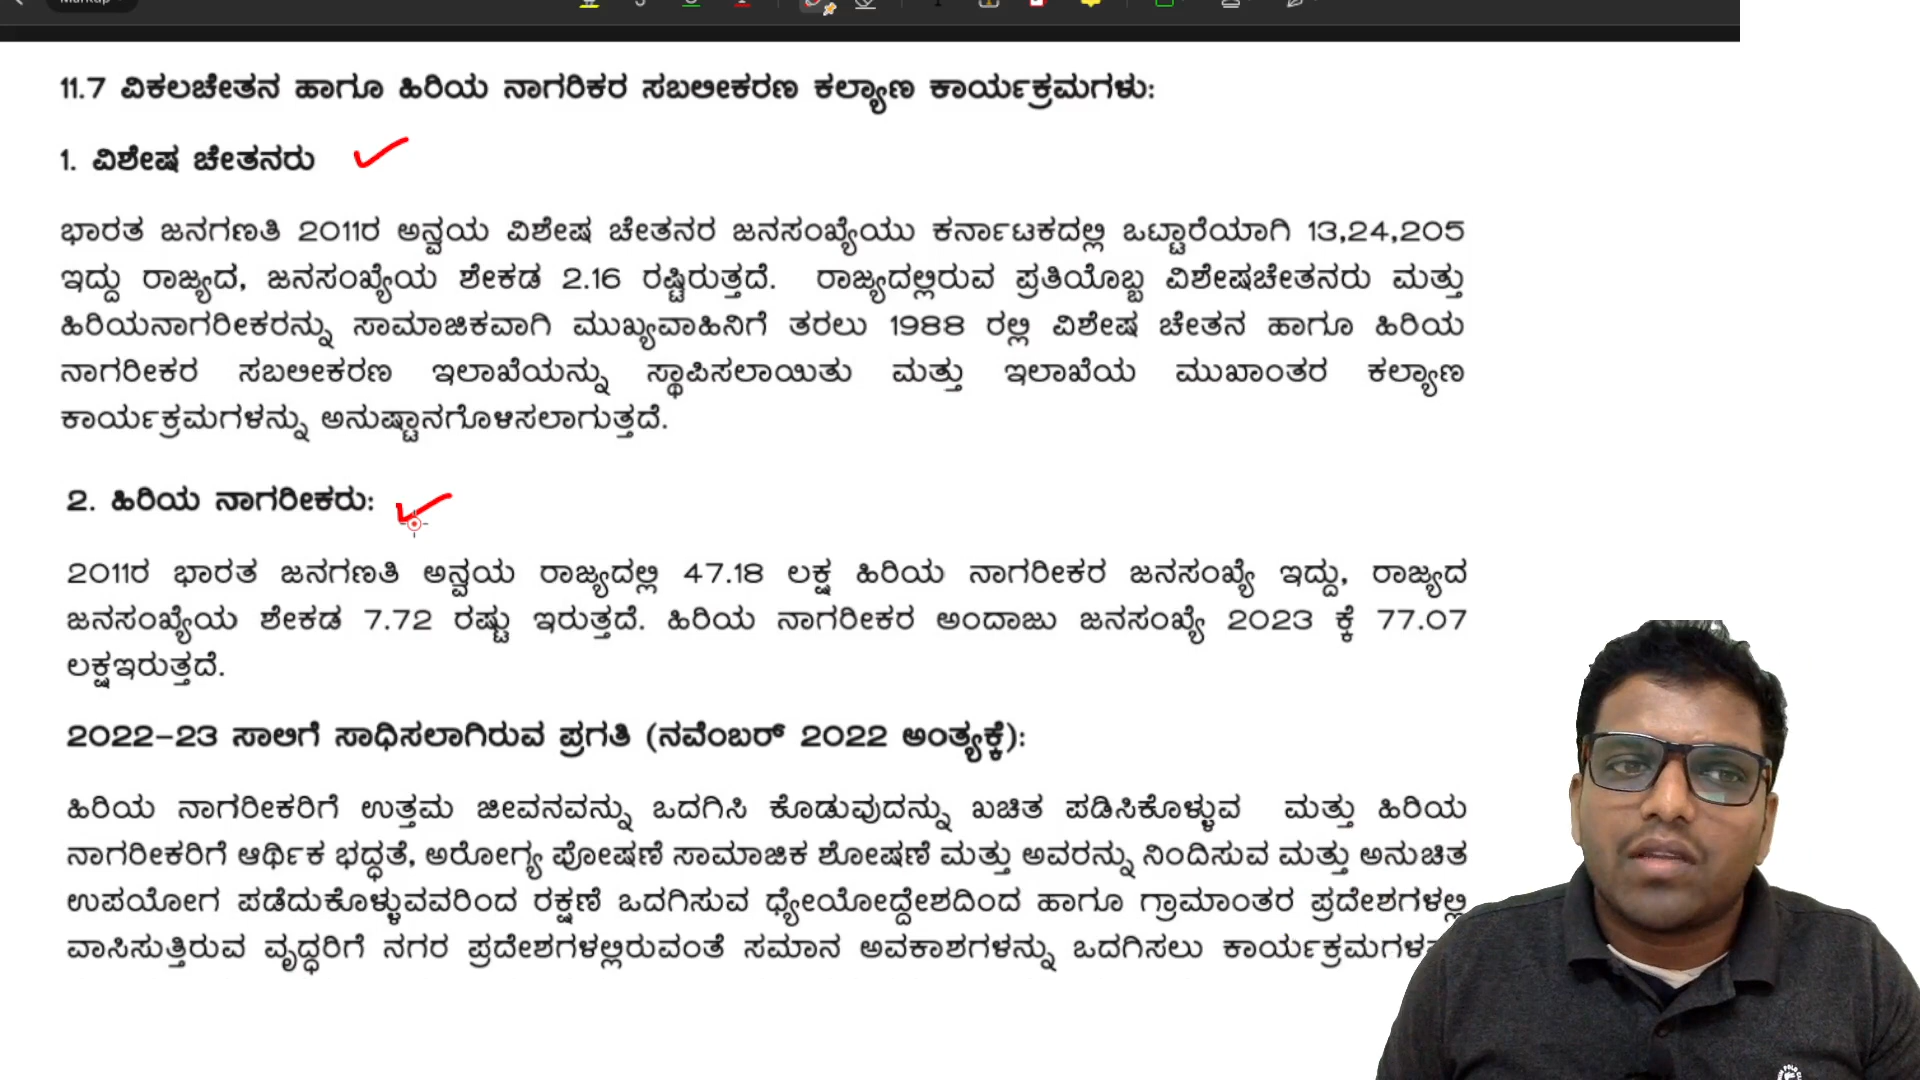 11.7 ವಿಕಲಚೇತನ ಹಾಗೂ ಹಿರಿಯ ನಾಗರಿಕರ ಸಬಲೀಕರಣ ಕಲ್ಯಾಣ ಕಾರ್ಯಕ್ರಮಗಳು:
1. ವಿಶೇಷ ಚೇತನರು
ಭಾರತ ಜನಗಣತಿ 2011ರ ಅನ್ವಯ ವಿಶೇಷ ಚೇತನರ ಜನಸಂಖ್ಯೆಯು ಕರ್ನಾಟಕದಲ್ಲಿ ಒಟ್ಟಾರೆಯಾಗಿ 13,24,205
ಇದ್ದು ರಾಜ್ಯದ, ಜನಸಂಖ್ಯೆಯ ಶೇಕಡ 2.16 ರಷ್ಟಿರುತ್ತದೆ. ರಾಜ್ಯದಲ್ಲಿರುವ ಪ್ರತಿಯೊಬ್ಬ ವಿಶೇಷಚೇತನರು ಮತ್ತು
ಹಿರಿಯನಾಗರೀಕರನ್ನು ಸಾಮಾಜಿಕವಾಗಿ ಮುಖ್ಯವಾಹಿನಿಗೆ ತರಲು 1988 ರಲ್ಲಿ ವಿಶೇಷ ಚೇತನ ಹಾಗೂ ಹಿರಿಯ
ನಾಗರೀಕರ ಸಬಲೀಕರಣ ಇಲಾಖೆಯನ್ನು ಸ್ಥಾಪಿಸಲಾಯಿತು ಮತ್ತು ಇಲಾಖೆಯ ಮುಖಾಂತರ ಕಲ್ಯಾಣ
ಕಾರ್ಯಕ್ರಮಗಳನ್ನು ಅನುಷ್ಟಾನಗೊಳಿಸಲಾಗುತ್ತದೆ.
2. ಹಿರಿಯ ನಾಗರೀಕರು:
2011ರ ಭಾರತ ಜನಗಣತಿ ಅನ್ವಯ ರಾಜ್ಯದಲ್ಲಿ 47.18 ಲಕ್ಷ ಹಿರಿಯ ನಾಗರೀಕರ ಜನಸಂಖ್ಯೆ ಇದ್ದು, ರಾಜ್ಯದ
ಜನಸಂಖ್ಯೆಯ ಶೇಕಡ 7.72 ರಷ್ಟು ಇರುತ್ತದೆ. ಹಿರಿಯ ನಾಗರೀಕರ ಅಂದಾಜು ಜನಸಂಖ್ಯೆ 2023 ಕ್ಕೆ 77.07
ಲಕ್ಷಇರುತ್ತದೆ.
2022-23 ಸಾಲಿಗೆ ಸಾಧಿಸಲಾಗಿರುವ ಪ್ರಗತಿ (ನವೆಂಬರ್ 2022 ಅಂತ್ಯಕ್ಕೆ):
ಹಿರಿಯ ನಾಗರೀಕರಿಗೆ ಉತ್ತಮ ಜೀವನವನ್ನು ಒದಗಿಸಿ ಕೊಡುವುದನ್ನು ಖಚಿತ ಪಡಿಸಿಕೊಳ್ಳುವ ಮತ್ತು ಹಿರಿಯ
ನಾಗರೀಕರಿಗೆ ಆರ್ಥಿಕ ಭದ್ಧತೆ, ಅರೋಗ್ಯ ಪೋಷಣೆ ಸಾಮಾಜಿಕ ಶೋಷಣೆ ಮತ್ತು ಅವರನ್ನು ನಿಂದಿಸುವ ಮತ್ತು ಅನುಚಿತ
ಉಪಯೋಗ ಪಡೆದುಕೊಳ್ಳುವವರಿಂದ ರಕ್ಷಣೆ ಒದಗಿಸುವ ಧ್ಯೇಯೋದ್ದೇಶದಿಂದ ಹಾಗೂ ಗ್ರಾಮಾಂತರ ಪ್ರದೇಶಗಳಲ್ಲಿ
ವಾಸಿಸುತ್ತಿರುವ ವೃದ್ಧರಿಗೆ ನಗರ ಪ್ರದೇಶಗಳಲ್ಲಿರುವಂತೆ ಸಮಾನ ಅವಕಾಶಗಳನ್ನು ಒದಗಿಸಲು